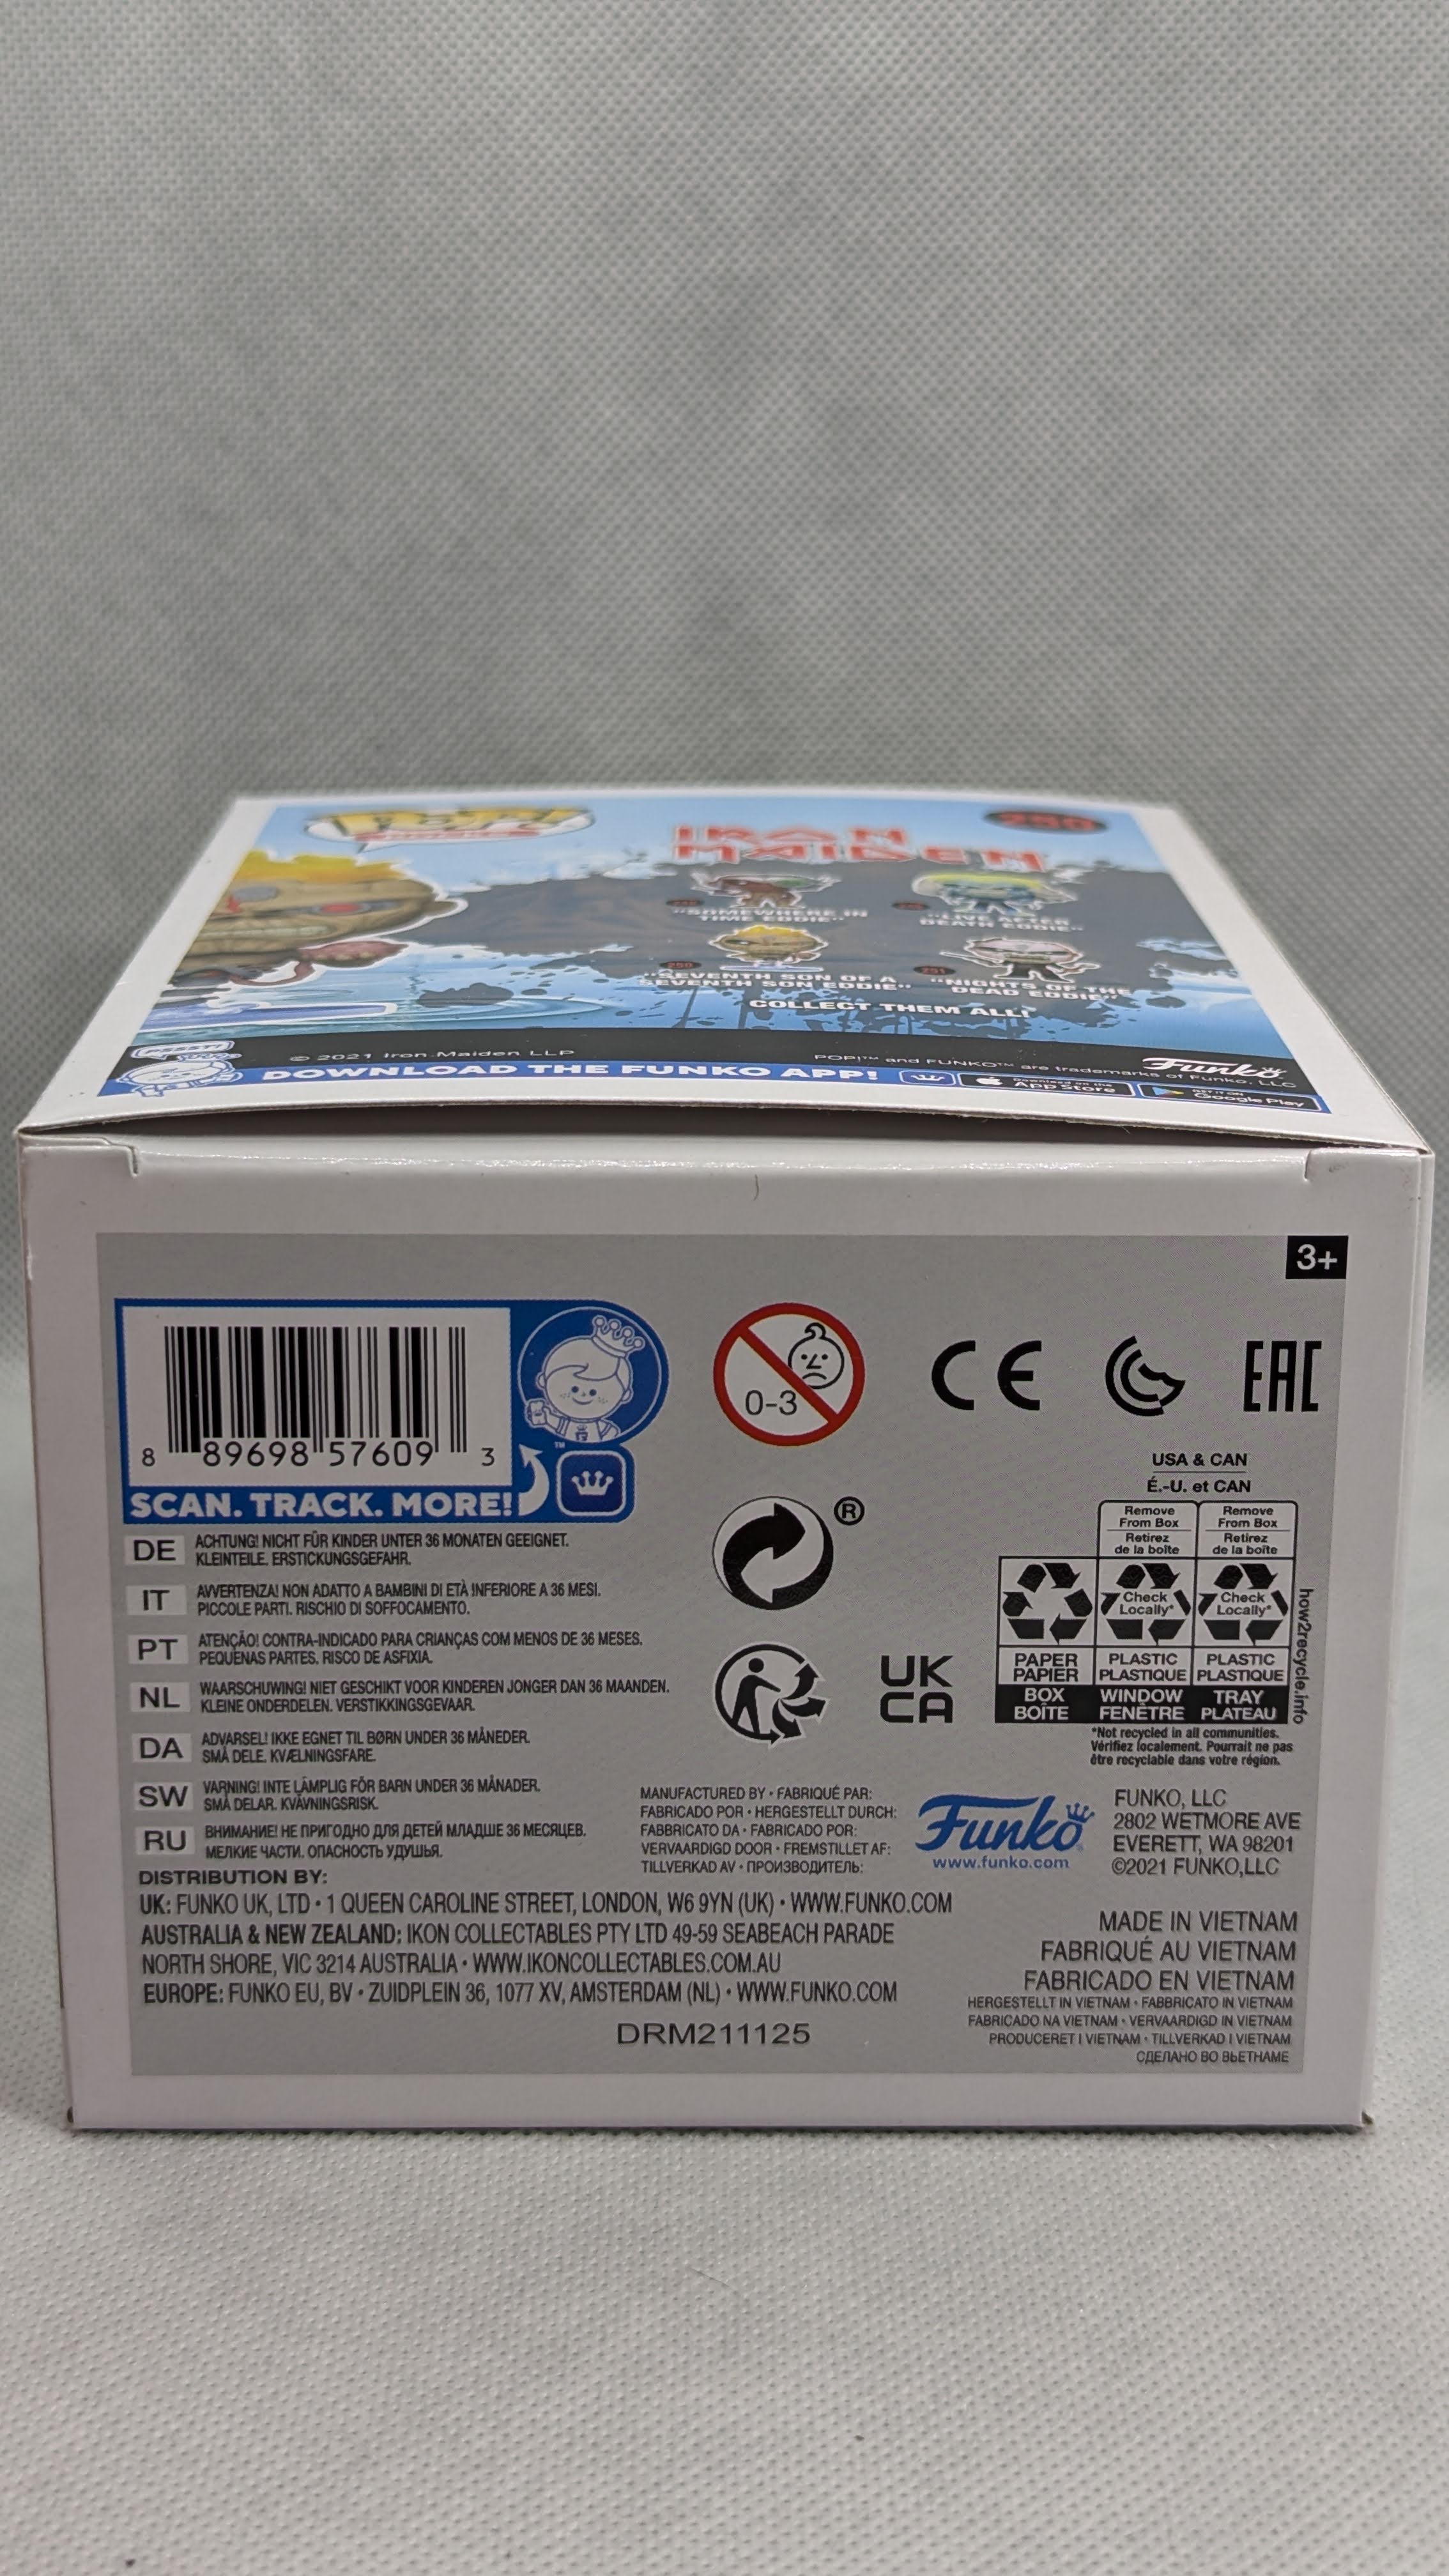 POP!
250
IRON
MAIDEN
"SOMEWHERE IN
TIME EDDIE"
"LIVE AFTER
DEATH EDDIE"
250
"SEVENTH SON OF A
SEVENTH SON EDDIE"
251
"NIGHTS OF THE
DEAD EDDIE"
COLLECT THEM ALL!
© 2021 Iron Maiden LLP
POP!™ and FUNKO™ are trademarks of Funko, LLC
Funko
DOWNLOAD THE FUNKO APP!
Download on the
App Store
GET IT ON
Google Play
3+
8 89698 57609 3
™
SCAN. TRACK. MORE!
0-3
CE
EAC
USA & CAN
É.-U. et CAN
Remove
From Box
Retirez
de la boîte
Remove
From Box
Retirez
de la boîte
Check
Locally*
Check
Locally*
PAPER
PAPIER
PLASTIC
PLASTIQUE
PLASTIC
PLASTIQUE
BOX
BOÎTE
WINDOW
FENÊTRE
TRAY
PLATEAU
how2recycle.info
*Not recycled in all communities.
Vérifiez localement. Pourrait ne pas
être recyclable dans votre région.
®
UK
CA
DE ACHTUNG! NICHT FÜR KINDER UNTER 36 MONATEN GEEIGNET.
KLEINTEILE. ERSTICKUNGSGEFAHR.
IT AVVERTENZA! NON ADATTO A BAMBINI DI ETÀ INFERIORE A 36 MESI.
PICCOLE PARTI. RISCHIO DI SOFFOCAMENTO.
PT ATENÇÃO! CONTRA-INDICADO PARA CRIANÇAS COM MENOS DE 36 MESES.
PEQUENAS PARTES. RISCO DE ASFIXIA.
NL WAARSCHUWING! NIET GESCHIKT VOOR KINDEREN JONGER DAN 36 MAANDEN.
KLEINE ONDERDELEN. VERSTIKKINGSGEVAAR.
DA ADVARSEL! IKKE EGNET TIL BØRN UNDER 36 MÅNEDER.
SMÅ DELE. KVÆLNINGSFARE.
SW VARNING! INTE LÄMPLIG FÖR BARN UNDER 36 MÅNADER.
SMÅ DELAR. KVÄVNINGSRISK.
RU ВНИМАНИЕ! НЕ ПРИГОДНО ДЛЯ ДЕТЕЙ МЛАДШЕ 36 МЕСЯЦЕВ.
МЕЛКИЕ ЧАСТИ. ОПАСНОСТЬ УДУШЬЯ.
MANUFACTURED BY • FABRIQUÉ PAR:
FABRICADO POR • HERGESTELLT DURCH:
FABBRICATO DA • FABRICADO POR:
VERVAARDIGD DOOR • FREMSTILLET AF:
TILLVERKAD AV • ПРОИЗВОДИТЕЛЬ:
Funko
www.funko.com
FUNKO, LLC
2802 WETMORE AVE
EVERETT, WA 98201
©2021 FUNKO,LLC
DISTRIBUTION BY:
UK: FUNKO UK, LTD • 1 QUEEN CAROLINE STREET, LONDON, W6 9YN (UK) • WWW.FUNKO.COM
AUSTRALIA & NEW ZEALAND: IKON COLLECTABLES PTY LTD 49-59 SEABEACH PARADE
NORTH SHORE, VIC 3214 AUSTRALIA • WWW.IKONCOLLECTABLES.COM.AU
EUROPE: FUNKO EU, BV • ZUIDPLEIN 36, 1077 XV, AMSTERDAM (NL) • WWW.FUNKO.COM
DRM211125
MADE IN VIETNAM
FABRIQUÉ AU VIETNAM
FABRICADO EN VIETNAM
HERGESTELLT IN VIETNAM • FABBRICATO IN VIETNAM
FABRICADO NA VIETNAM • VERVAARDIGD IN VIETNAM
PRODUCERET I VIETNAM • TILLVERKAD I VIETNAM
СДЕЛАНО ВО ВЬЕТНАМЕ